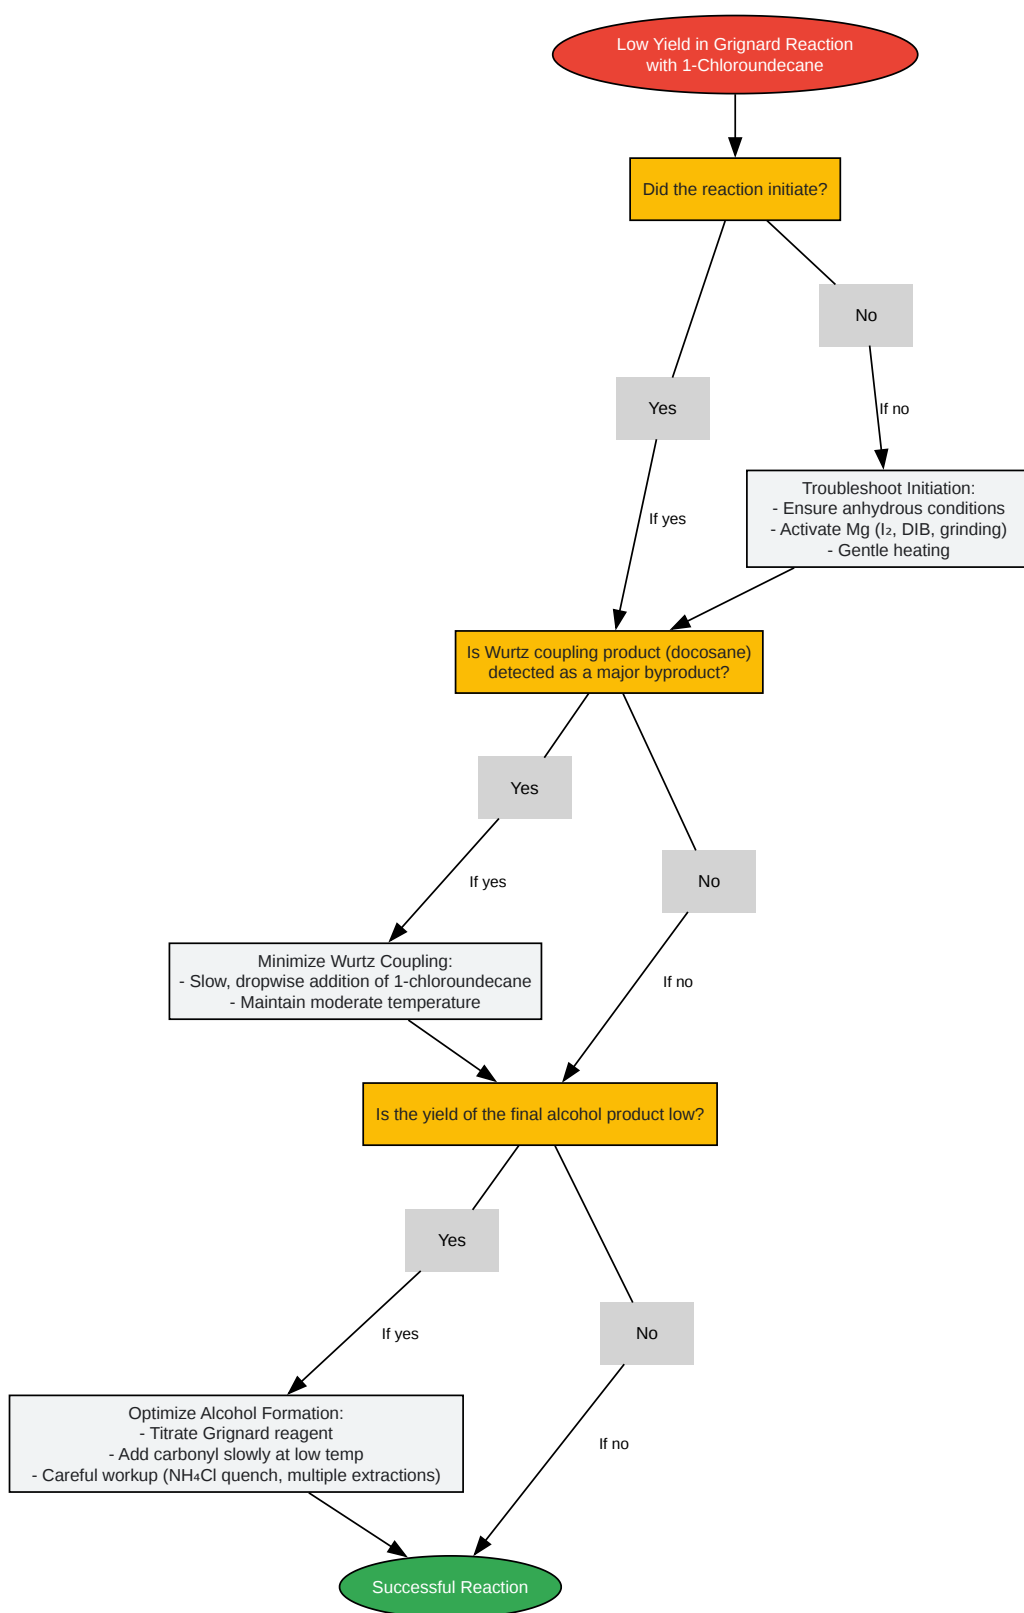 Low Yield in Grignard Reaction
with 1-Chloroundecane
Did the reaction initiate?
No
Yes
If no
Troubleshoot Initiation:
- Ensure anhydrous conditions
- Activate Mg (I₂, DIB, grinding)
- Gentle heating
If yes
Is Wurtz coupling product (docosane)
detected as a major byproduct?
Yes
No
If yes
Minimize Wurtz Coupling:
- Slow, dropwise addition of 1-chloroundecane
- Maintain moderate temperature
If no
Is the yield of the final alcohol product low?
Yes
No
If yes
Optimize Alcohol Formation:
- Titrate Grignard reagent
- Add carbonyl slowly at low temp
- Careful workup (NH₄Cl quench, multiple extractions)
If no
Successful Reaction